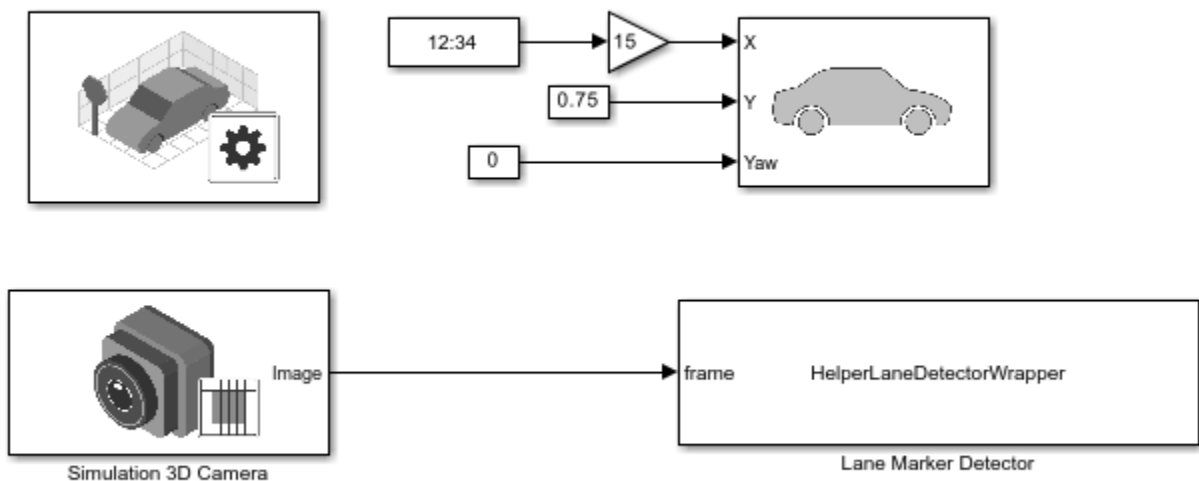 12:34
15
X
0.75
Y
0
Yaw
Image
frame
HelperLaneDetectorWrapper
Simulation 3D Camera
Lane Marker Detector